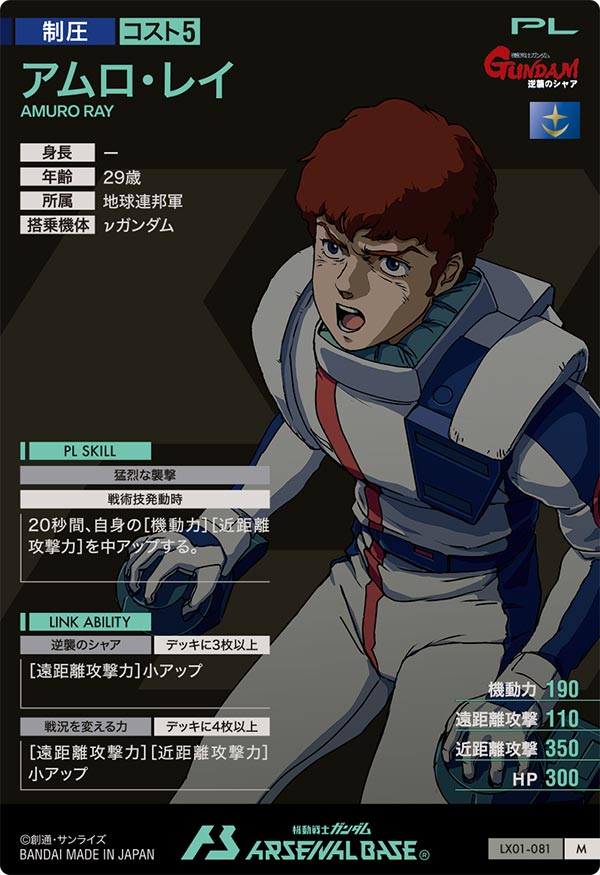 制圧 コスト5 PL
アムロ・レイ
AMURO RAY
機動戦士ガンダム
GUNDAM
逆襲のシャア
身長 ー
年齢 29歳
所属 地球連邦軍
搭乗機体 νガンダム
PL SKILL
猛烈な襲撃
戦術技発動時
20秒間、自身の[機動力][近距離
攻撃力]を中アップする。
LINK ABILITY
逆襲のシャア デッキに3枚以上
[遠距離攻撃力]小アップ
戦況を変える力 デッキに4枚以上
[遠距離攻撃力][近距離攻撃力]
小アップ
機動力 190
遠距離攻撃 110
近距離攻撃 350
HP 300
©創通・サンライズ
BANDAI MADE IN JAPAN
機動戦士ガンダム
ARSENAL BASE®
LX01-081 M